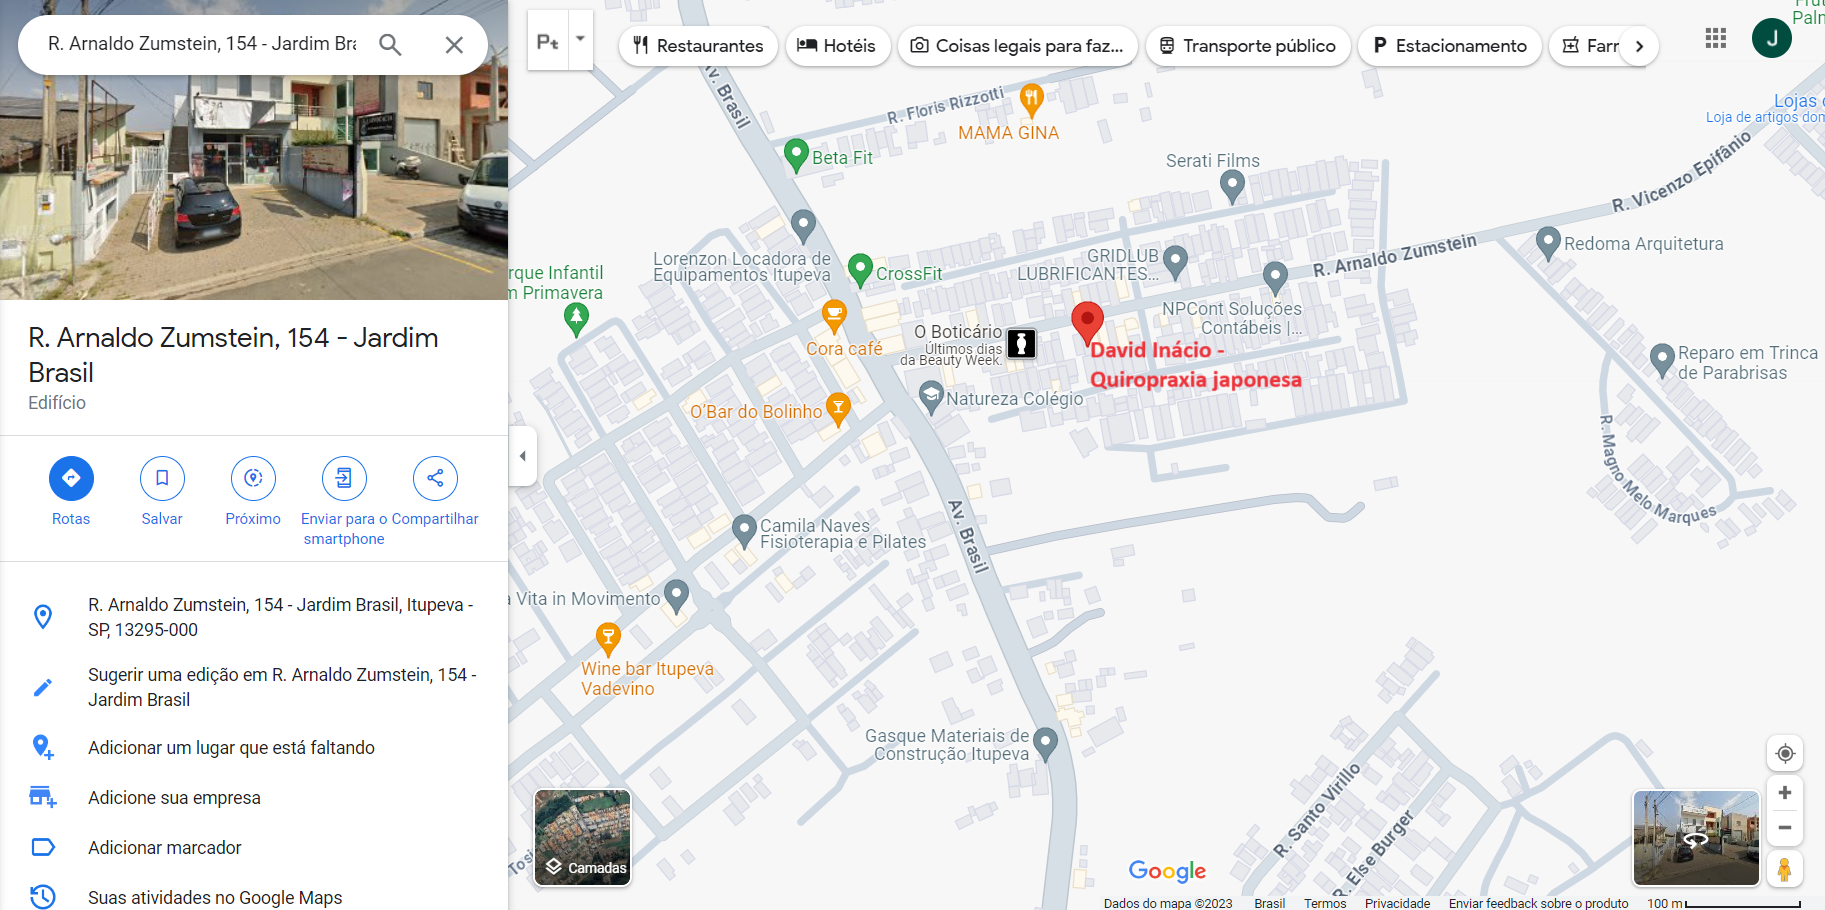 R. Arnaldo Zumstein, 154 - Jardim Bra
R. Arnaldo Zumstein, 154 - Jardim
Brasil
Edifício
Rotas
Salvar
Próximo
Enviar para o
smartphone
Compartilhar
R. Arnaldo Zumstein, 154 - Jardim Brasil, Itupeva -
SP, 13295-000
Sugerir uma edição em R. Arnaldo Zumstein, 154 -
Jardim Brasil
Adicionar um lugar que está faltando
Adicione sua empresa
Adicionar marcador
Suas atividades no Google Maps
Pt
Restaurantes
Hotéis
Coisas legais para faz...
Transporte público
Estacionamento
Farr
J
Palm
Av. Brasil
R. Floris Rizzotti
MAMA GINA
Beta Fit
Serati Films
Lojas
Loja de artigos dom
R. Vicenzo Epifânio
Redoma Arquitetura
R. Arnaldo Zumstein
Lorenzon Locadora de
Equipamentos Itupeva
CrossFit
GRIDLUB
LUBRIFICANTES...
rque Infantil
m Primavera
NPCont Soluções
Contábeis |...
O Boticário
Últimos dias
da Beauty Week.
Cora café
David Inácio -
Quiropraxia japonesa
Reparo em Trinca
de Parabrisas
Natureza Colégio
O'Bar do Bolinho
R. Magno Melo Marques
Camila Naves
Fisioterapia e Pilates
Av. Brasil
a Vita in Movimento
Wine bar Itupeva
Vadevino
Gasque Materiais de
Construção Itupeva
R. Santo Virillo
R. Else Burger
Tosi
Camadas
Google
Dados do mapa ©2023
Brasil
Termos
Privacidade
Enviar feedback sobre o produto
100 m